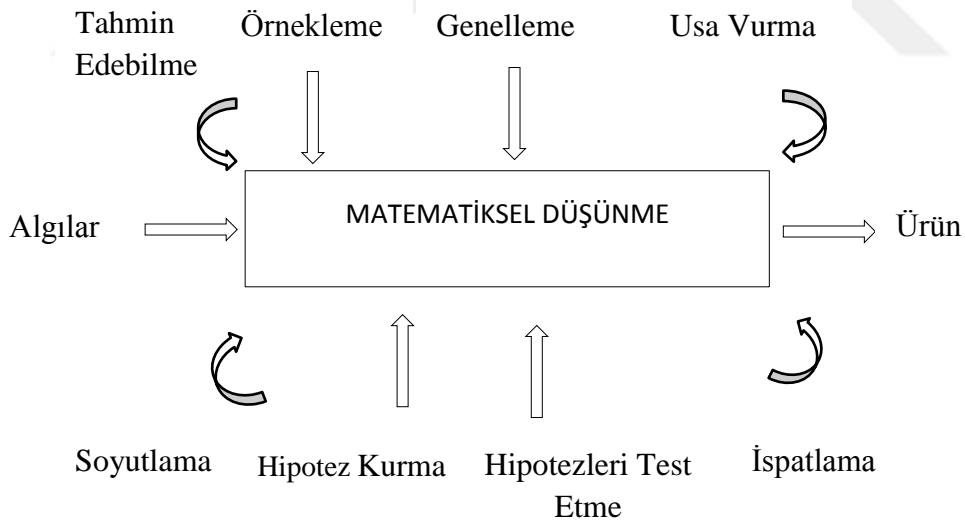 Tahmin
Edebilme
Örnekleme
Genelleme
Usa Vurma
MATEMATİKSEL DÜŞÜNME
Algılar
Ürün
Soyutlama
Hipotez Kurma
Hipotezleri Test
Etme
İspatlama